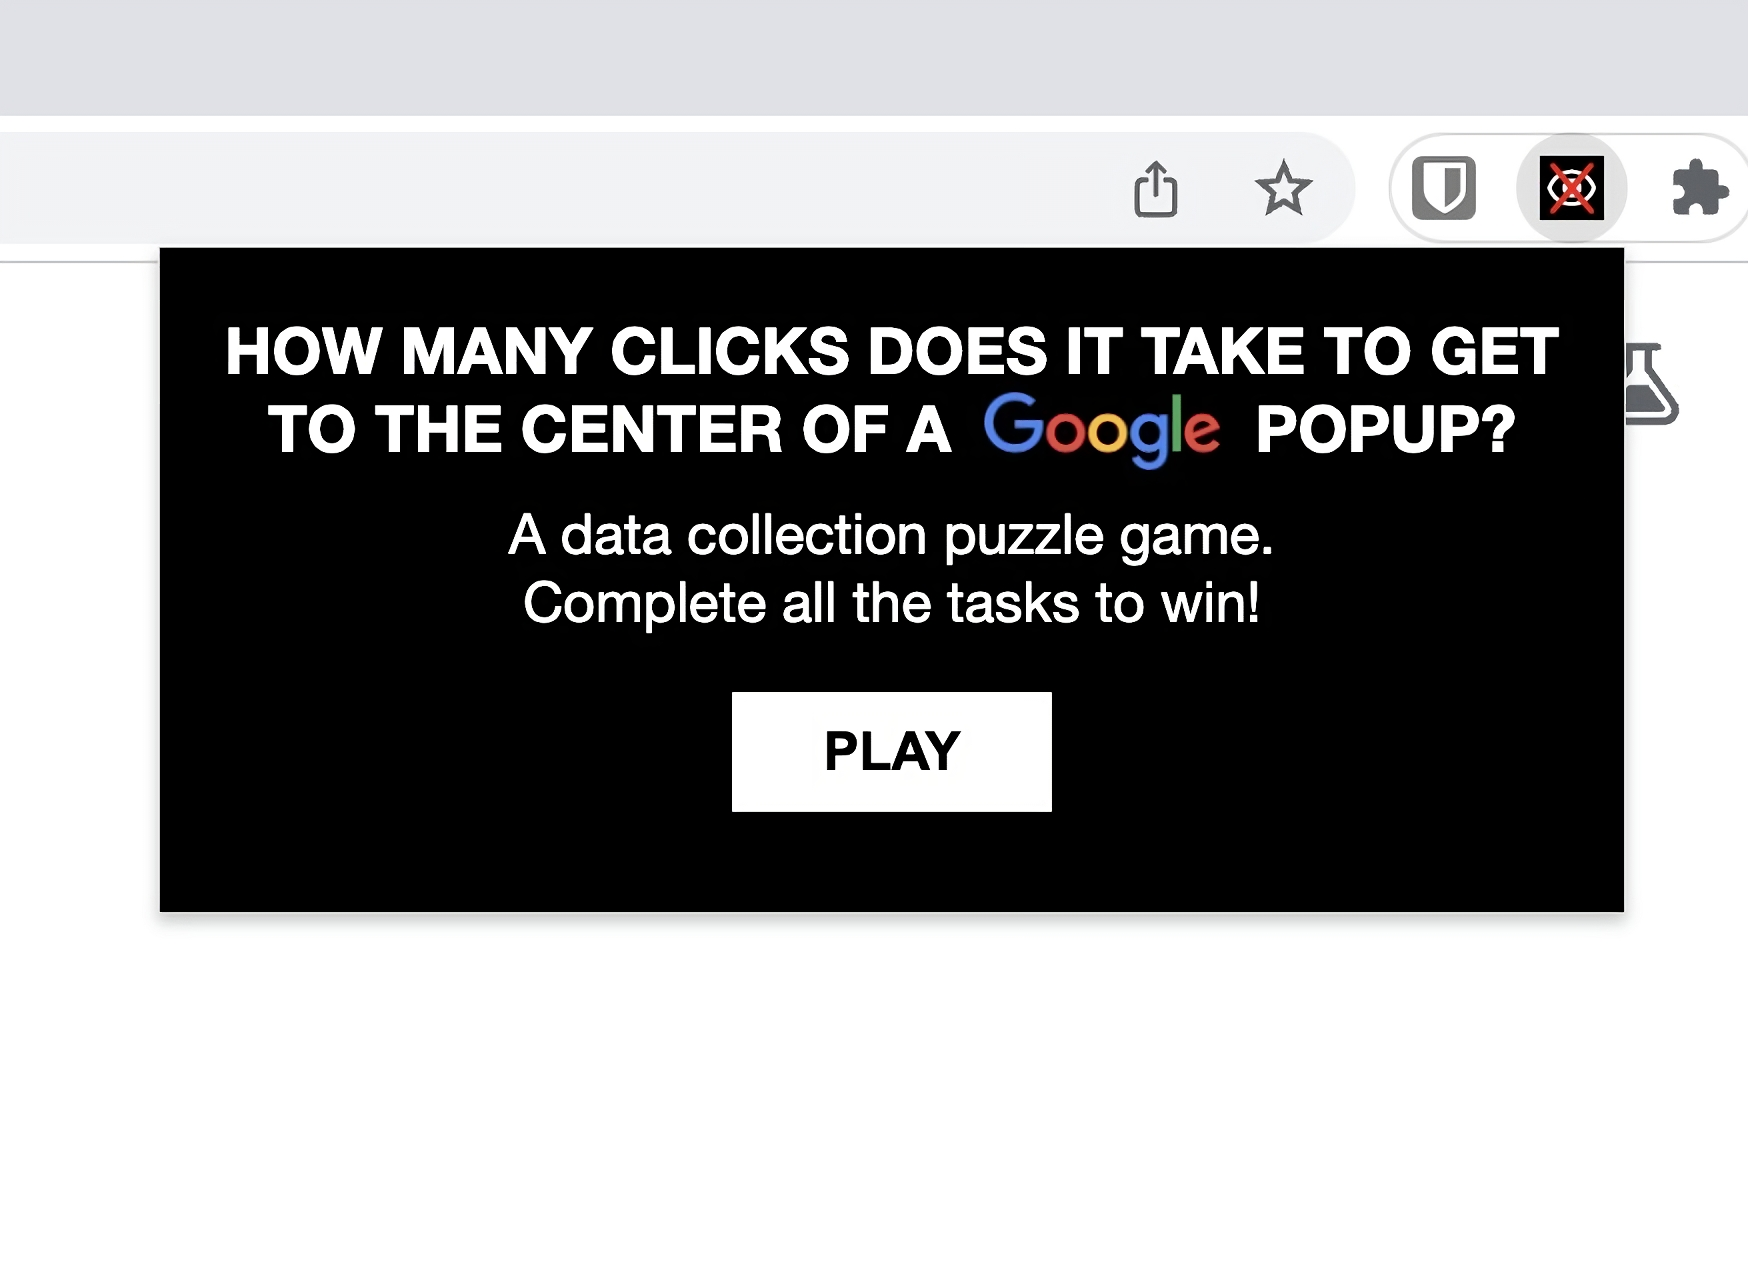 HOW MANY CLICKS DOES IT TAKE TO GET
TO THE CENTER OF A Google POPUP?
A data collection puzzle game.
Complete all the tasks to win!
PLAY